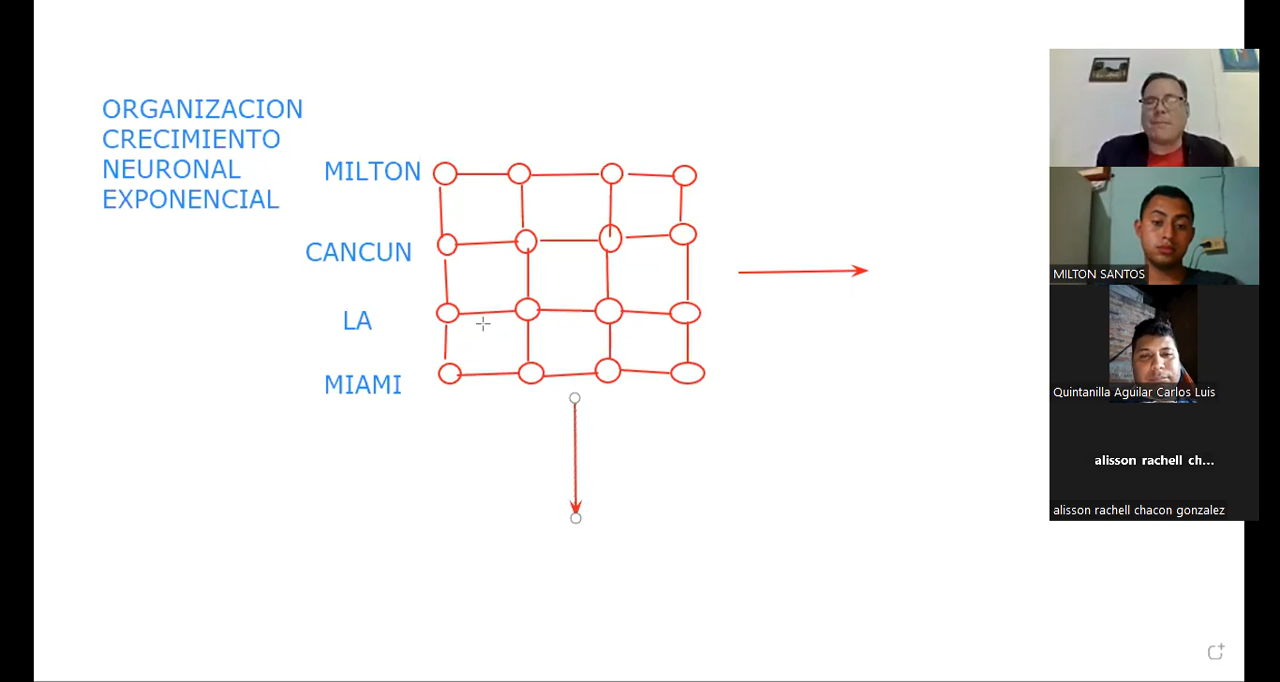 ORGANIZACION
CRECIMIENTO
NEURONAL
EXPONENCIAL
MILTON
CANCUN
LA
MIAMI
MILTON SANTOS
Quintanilla Aguilar Carlos Luis
alisson rachell ch...
alisson rachell chacon gonzalez